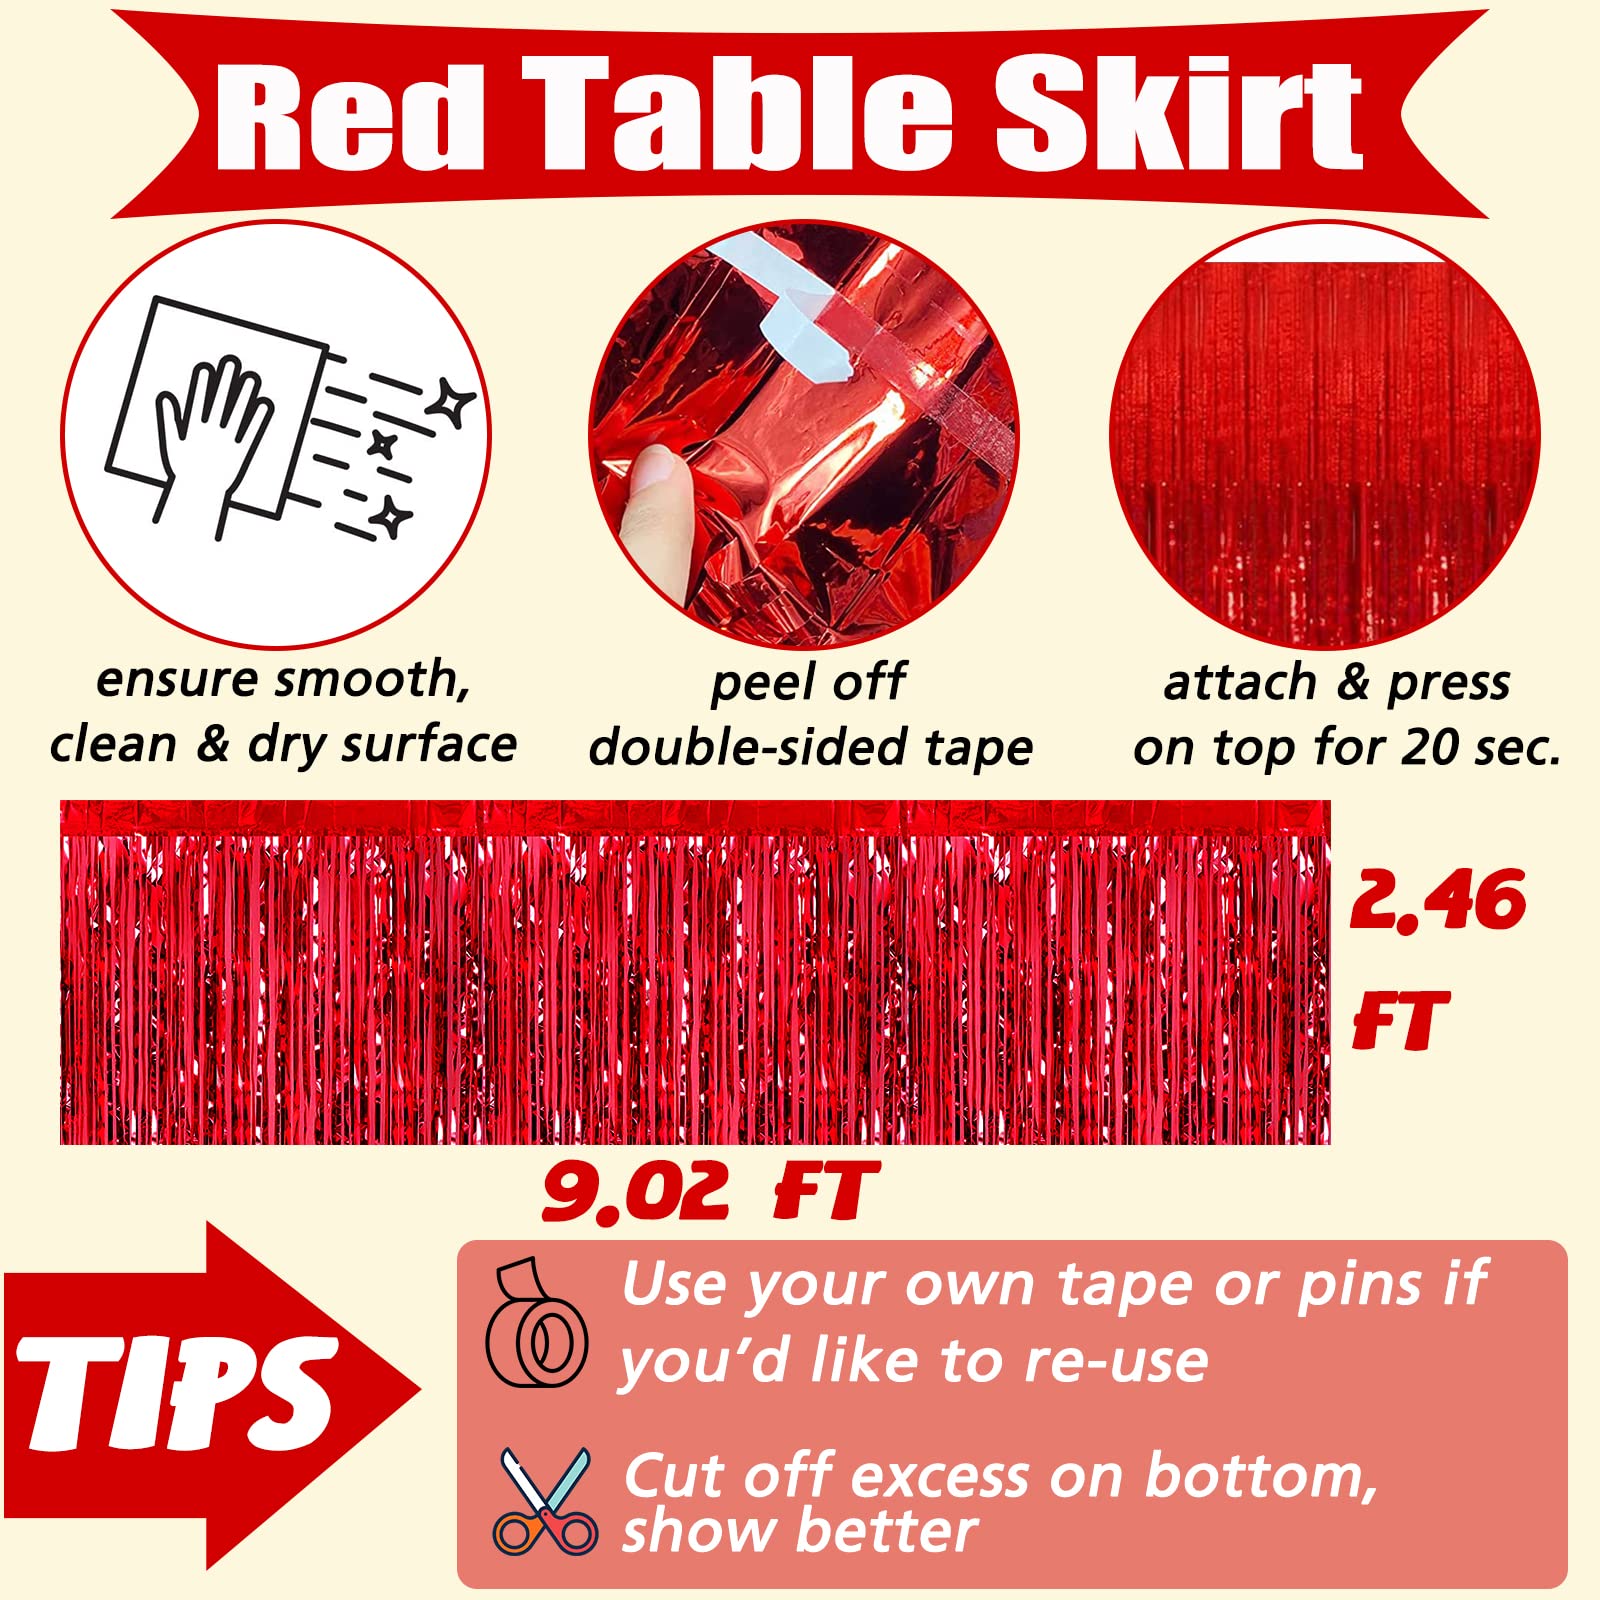 Red Table Skirt
ensure smooth,
clean & dry surface
peel off
double-sided tape
attach & press
on top for 20 sec.
2.46
FT
9.02 FT
TIPS
Use your own tape or pins if
you’d like to re-use
Cut off excess on bottom,
show better